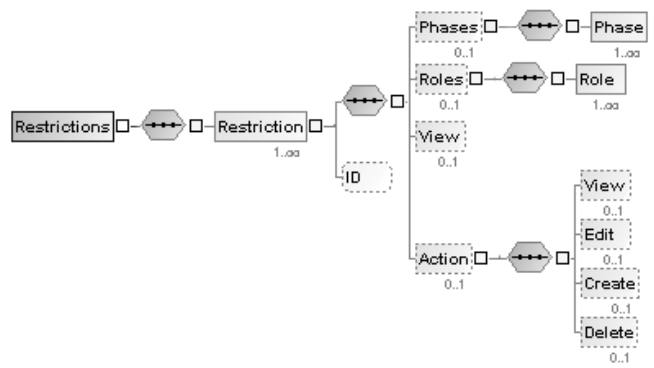 Phases
0..1
Phase
1..∞
Roles
0..1
Role
1..∞
Restrictions
Restriction
1..∞
View
0..1
ID
Action
0..1
View
0..1
Edit
0..1
Create
0..1
Delete
0..1